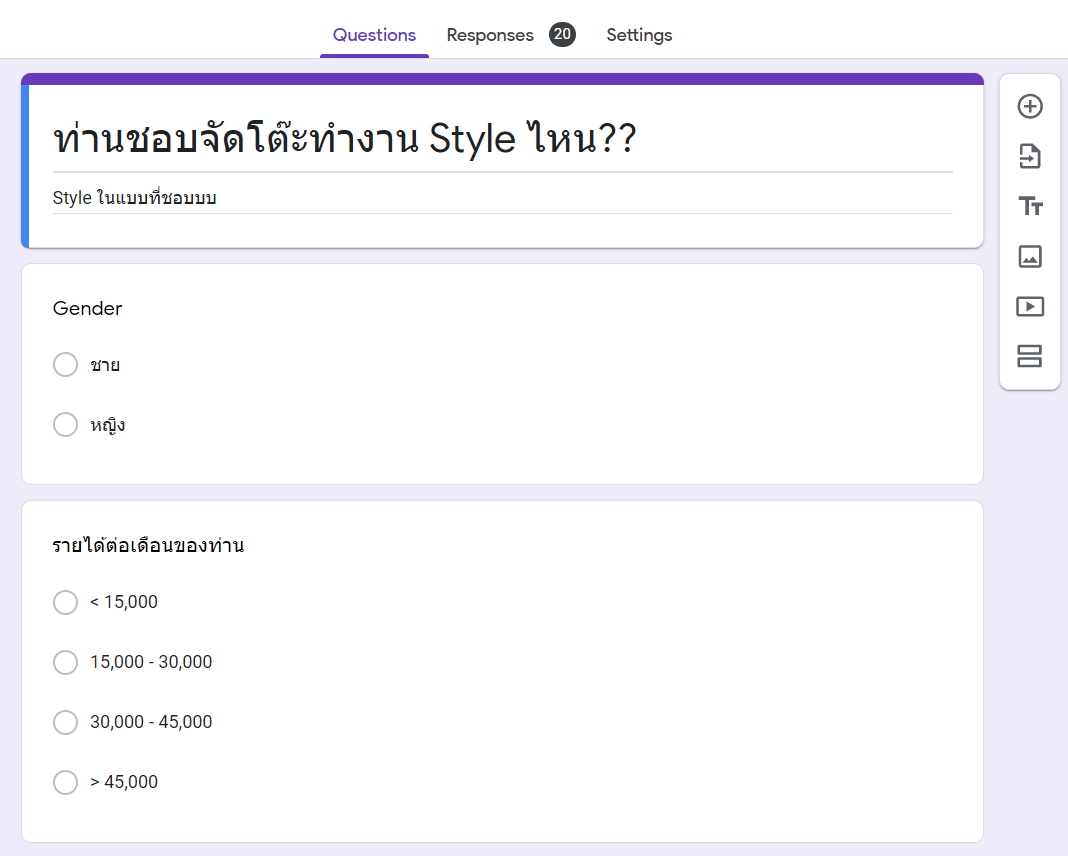 Questions Responses 20 Settings
ท่านชอบจัดโต๊ะทำงาน Style ไหน??
Style ในแบบที่ชอบบบ
Gender
ชาย
หญิง
รายได้ต่อเดือนของท่าน
< 15,000
15,000 - 30,000
30,000 - 45,000
> 45,000